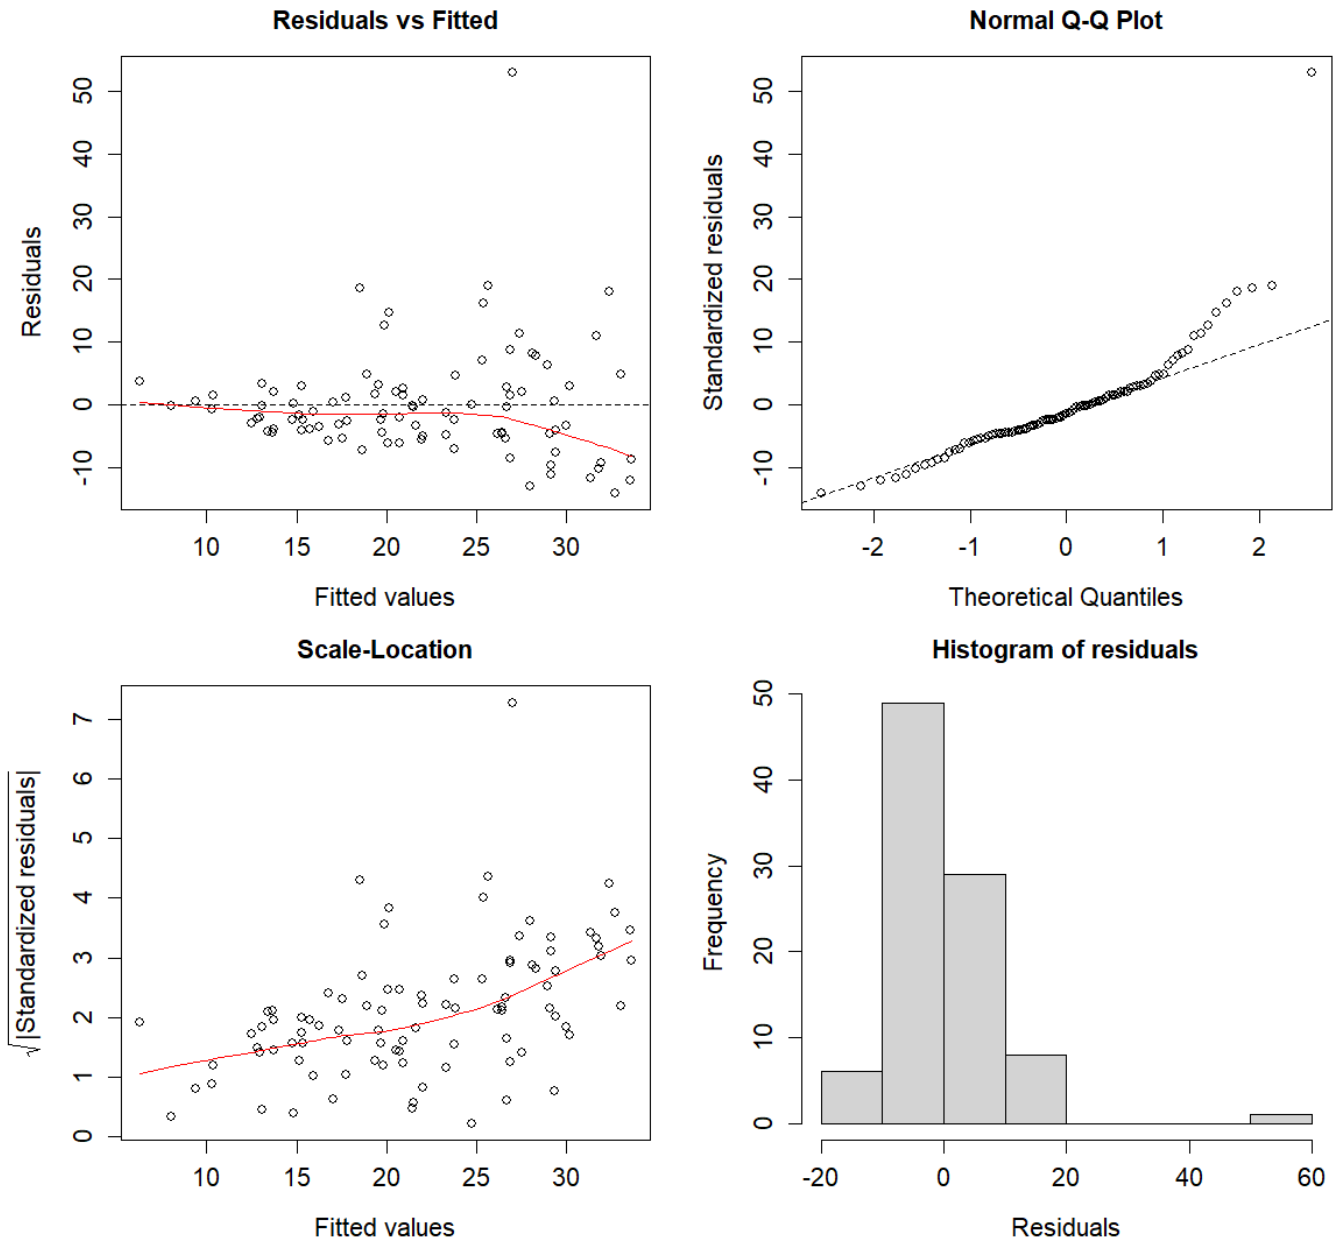 Residuals vs Fitted
Residuals
50
40
30
20
10
0
-10
10 15 20 25 30
Fitted values
Normal Q-Q Plot
Standardized residuals
50
40
30
20
10
0
-10
-2 -1 0 1 2
Theoretical Quantiles
Scale-Location
√|Standardized residuals|
7
6
5
4
3
2
1
0
10 15 20 25 30
Fitted values
Histogram of residuals
Frequency
50
40
30
20
10
0
-20 0 20 40 60
Residuals